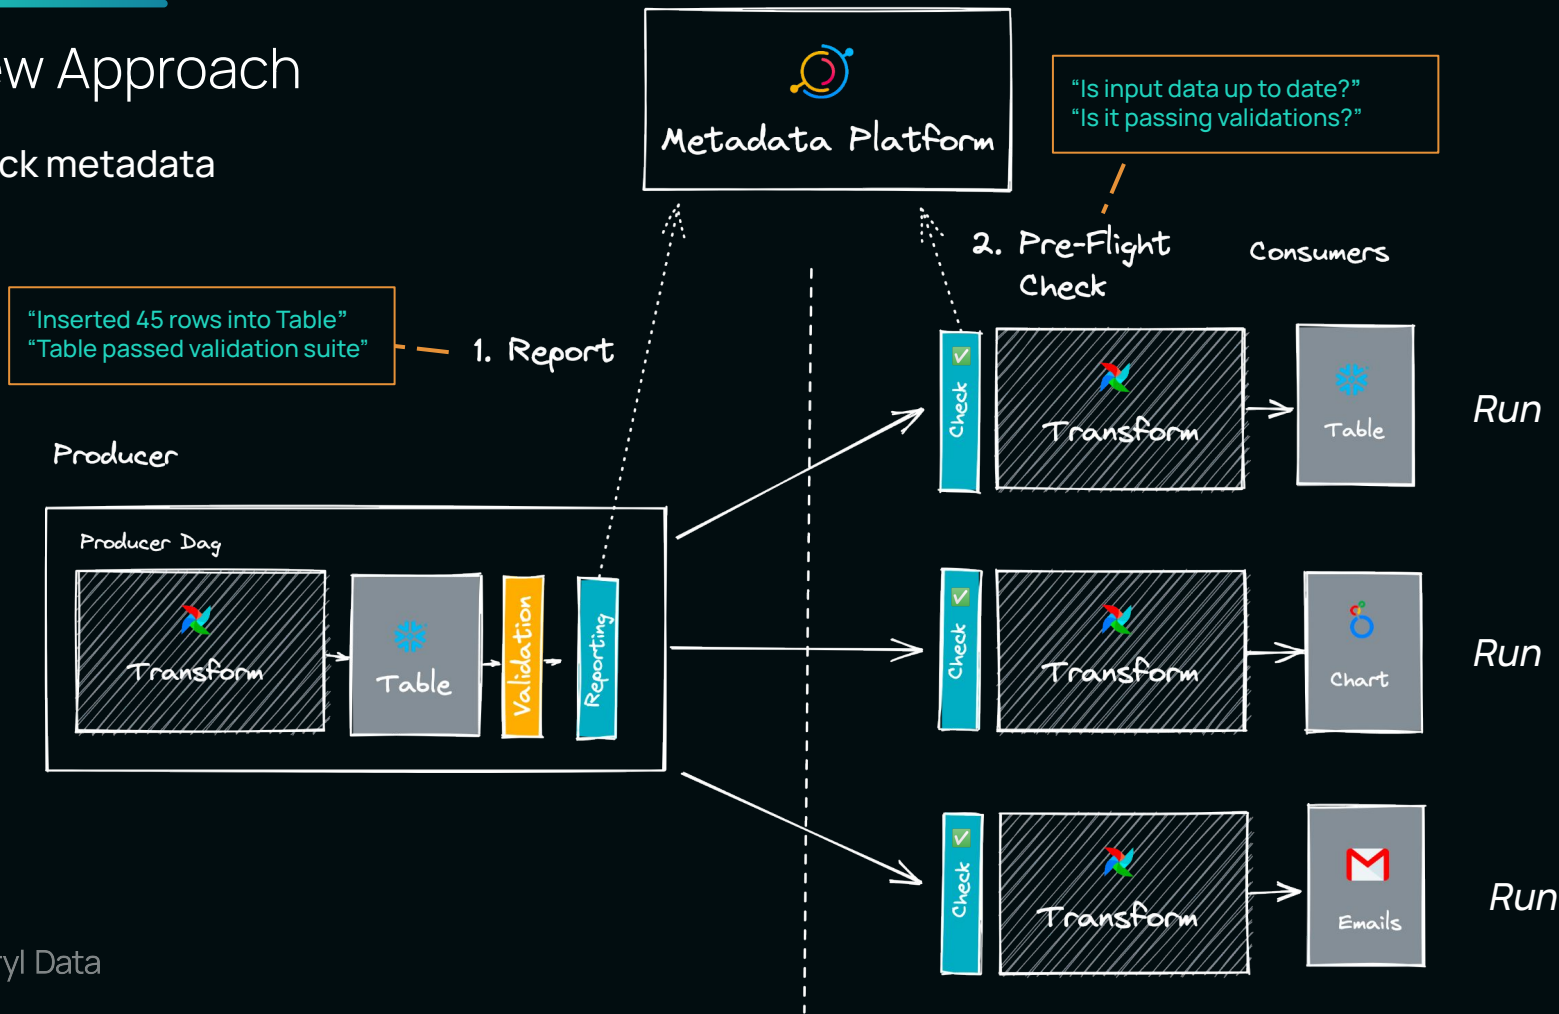 ew Approach
ck metadata
Metadata Platform
“Is input data up to date?”
“Is it passing validations?”
2. Pre-Flight
Check
Consumers
“Inserted 45 rows into Table”
“Table passed validation suite”
1. Report
Producer
Producer Dag
Transform
Table
Validation
Reporting
Check
Transform
Table
Run
Check
Transform
Chart
Run
Check
Transform
Emails
Run
ryl Data